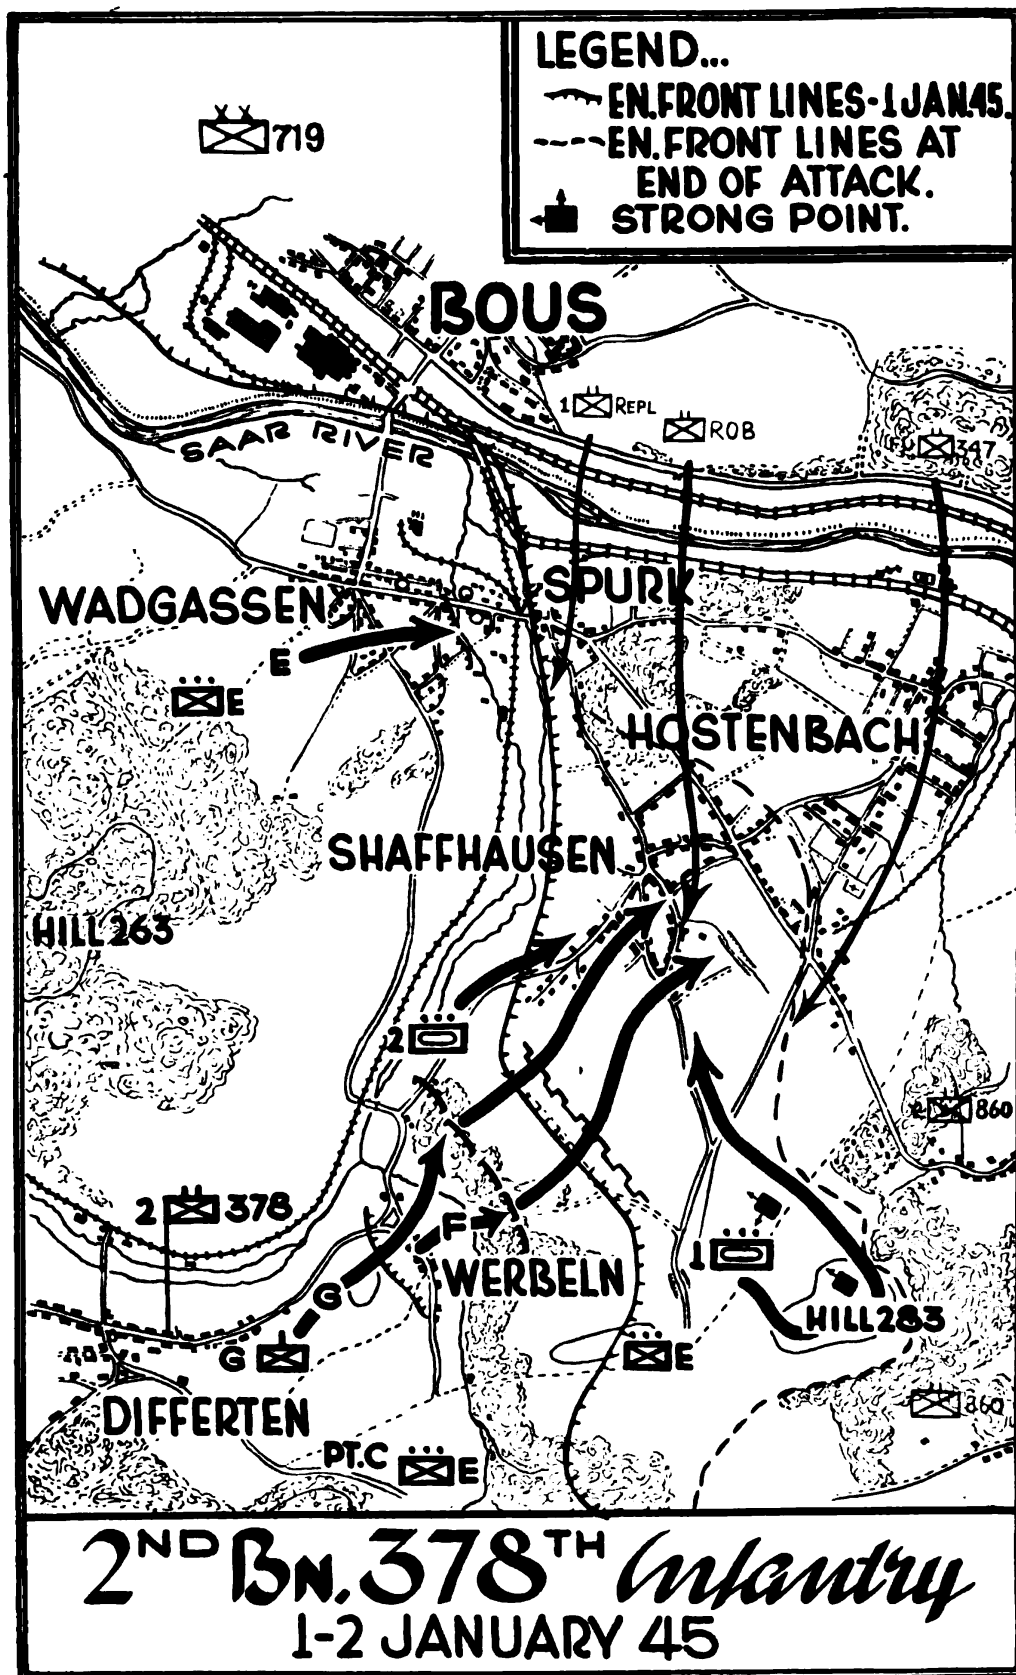 LEGEND...
EN.FRONT LINES-1JAN.45.
EN.FRONT LINES AT
END OF ATTACK.
STRONG POINT.
719
BOUS
1 REPL
ROB
347
SAAR RIVER
SPURK
WADGASSEN
E
E
HOSTENBACH
SHAFFHAUSEN
HILL 263
2
860
2 378
F
1
WERBELN
G
HILL 283
G
E
860
DIFFERTEN
PT.C
E
2ND BN. 378TH Infantry
1-2 JANUARY 45